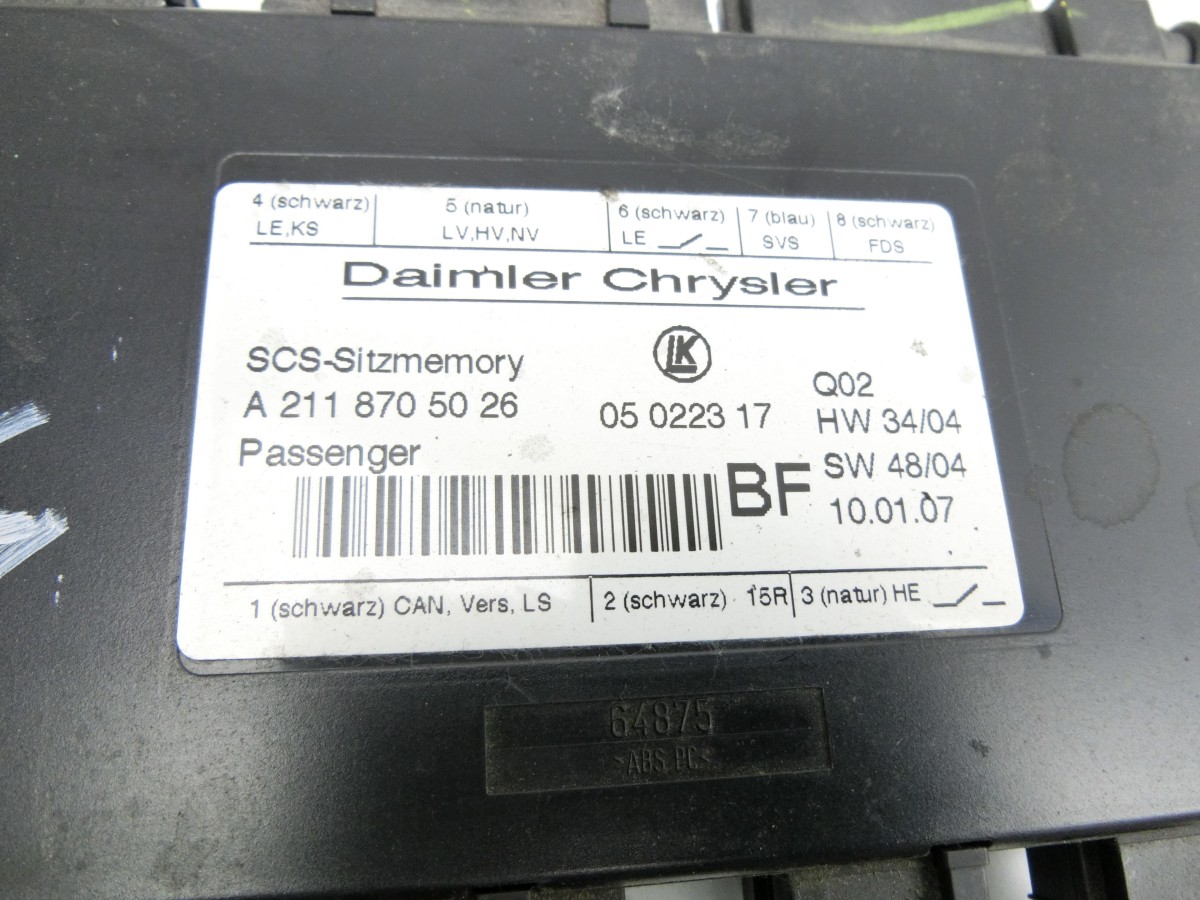 4 (schwarz) 5 (natur) 6 (schwarz) 7 (blau) 8 (schwarz)
LE,KS LV,HV,NV LE SVS FDS
Daimler Chrysler
LK
SCS-Sitzmemory
A 211 870 50 26 05 0223 17
Passenger
Q02
HW 34/04
SW 48/04
BF 10.01.07
1 (schwarz) CAN, Vers, LS 2 (schwarz) 15R 3 (natur) HE
64875
>ABS PC<